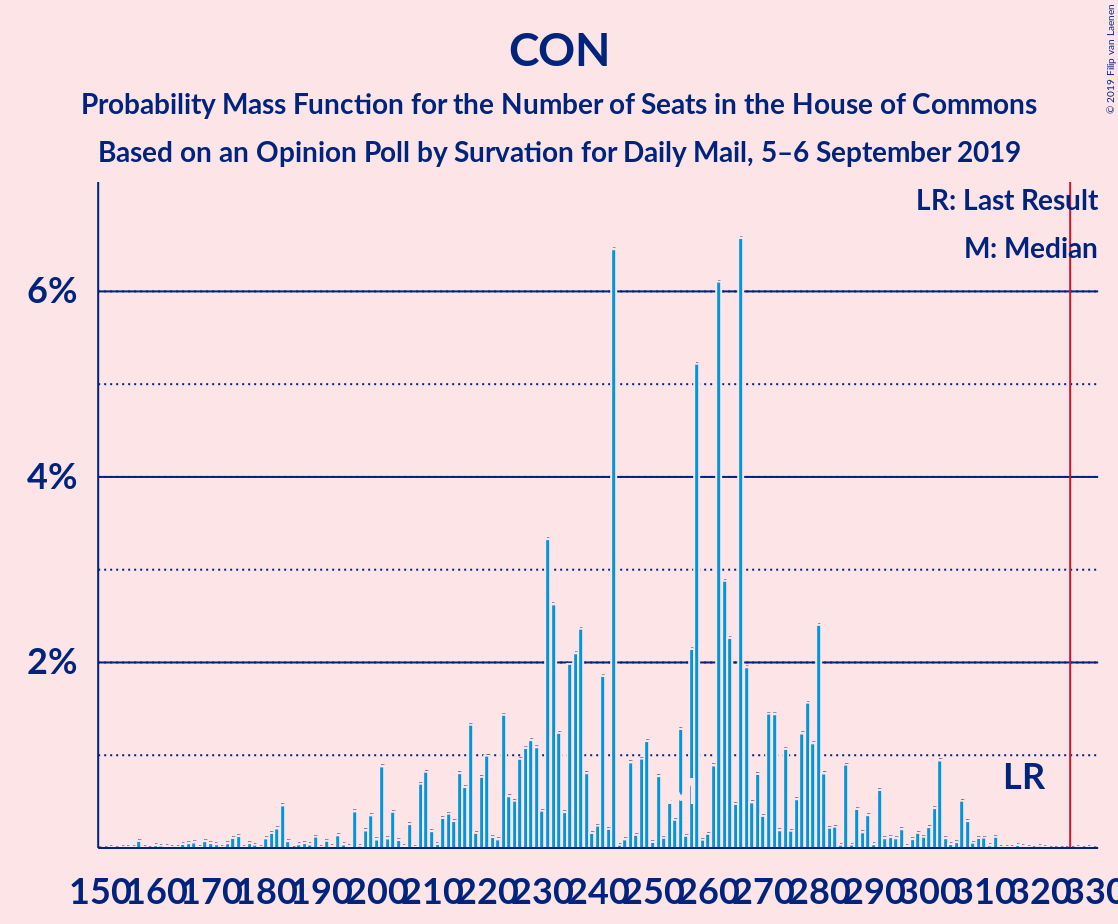 CON
Probability Mass Function for the Number of Seats in the House of Commons
Based on an Opinion Poll by Survation for Daily Mail, 5–6 September 2019
© 2019 Filip van Laenen
LR: Last Result
M: Median
6%
4%
2%
LR
150 160 170 180 190 200 210 220 230 240 250 260 270 280 290 300 310 320 330